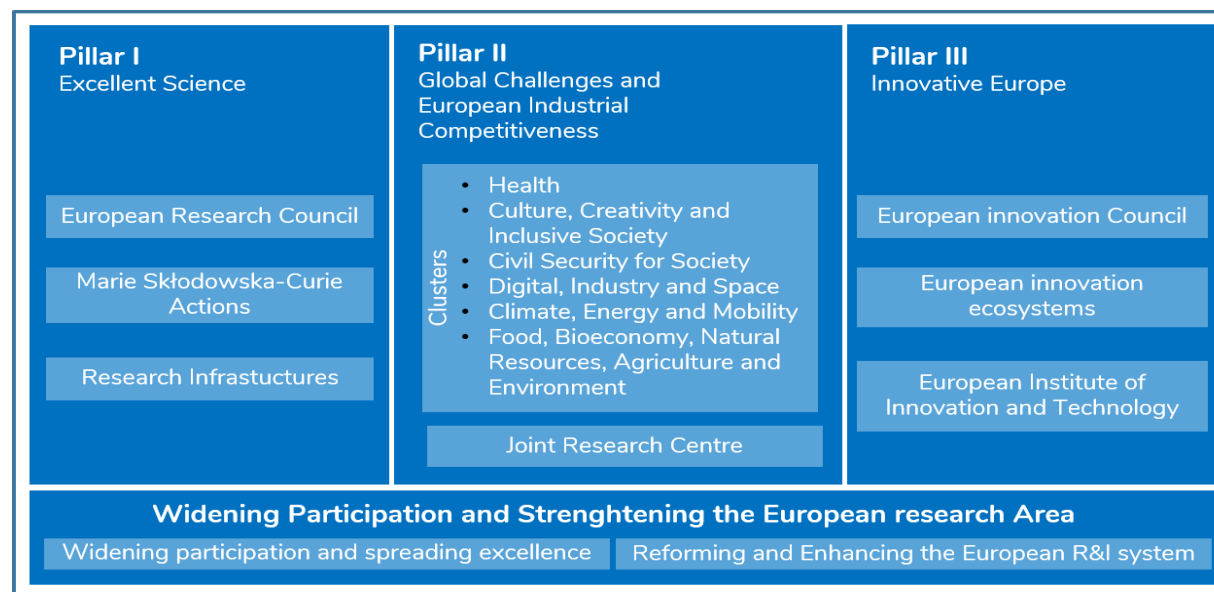 Pillar I
Excellent Science
European Research Council
Marie Skłodowska-Curie
Actions
Research Infrastuctures
Pillar II
Global Challenges and
European Industrial
Competitiveness
Clusters
• Health
• Culture, Creativity and
Inclusive Society
• Civil Security for Society
• Digital, Industry and Space
• Climate, Energy and Mobility
• Food, Bioeconomy, Natural
Resources, Agriculture and
Environment
Joint Research Centre
Pillar III
Innovative Europe
European innovation Council
European innovation
ecosystems
European Institute of
Innovation and Technology
Widening Participation and Strenghtening the European research Area
Widening participation and spreading excellence
Reforming and Enhancing the European R&I system